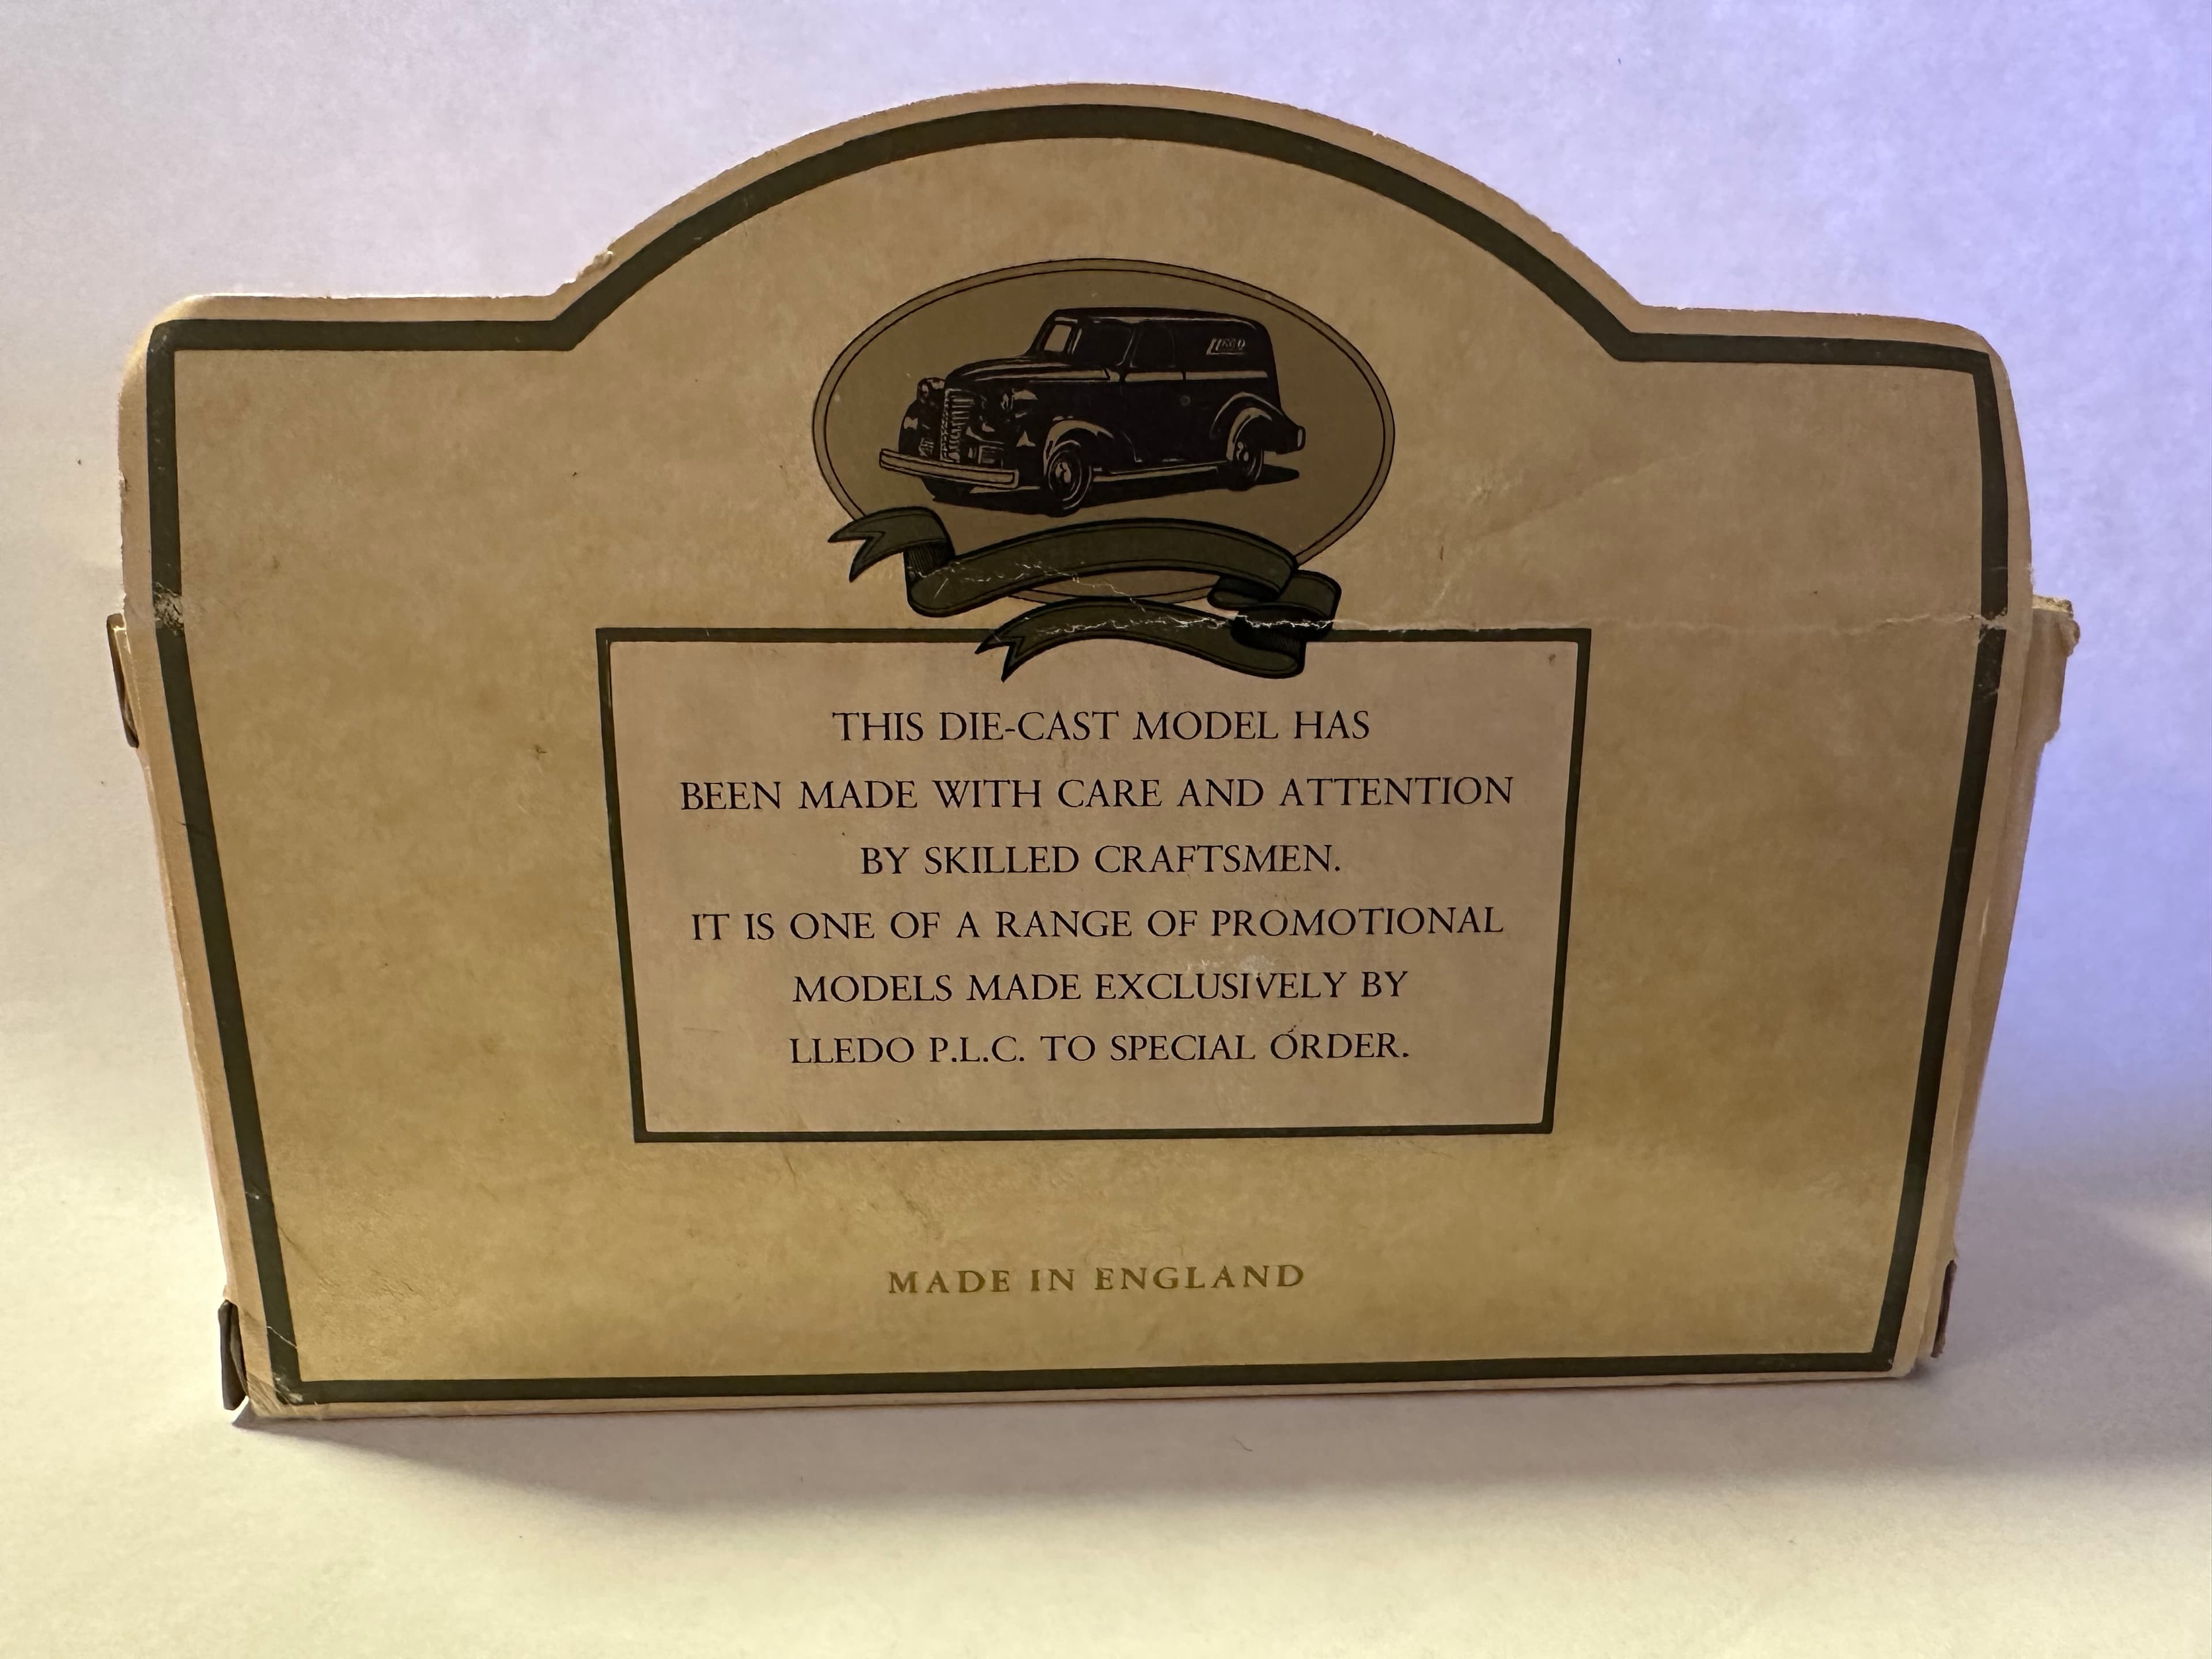 THIS DIE-CAST MODEL HAS
BEEN MADE WITH CARE AND ATTENTION
BY SKILLED CRAFTSMEN.
IT IS ONE OF A RANGE OF PROMOTIONAL
MODELS MADE EXCLUSIVELY BY
LLEDO P.L.C. TO SPECIAL ORDER.
MADE IN ENGLAND